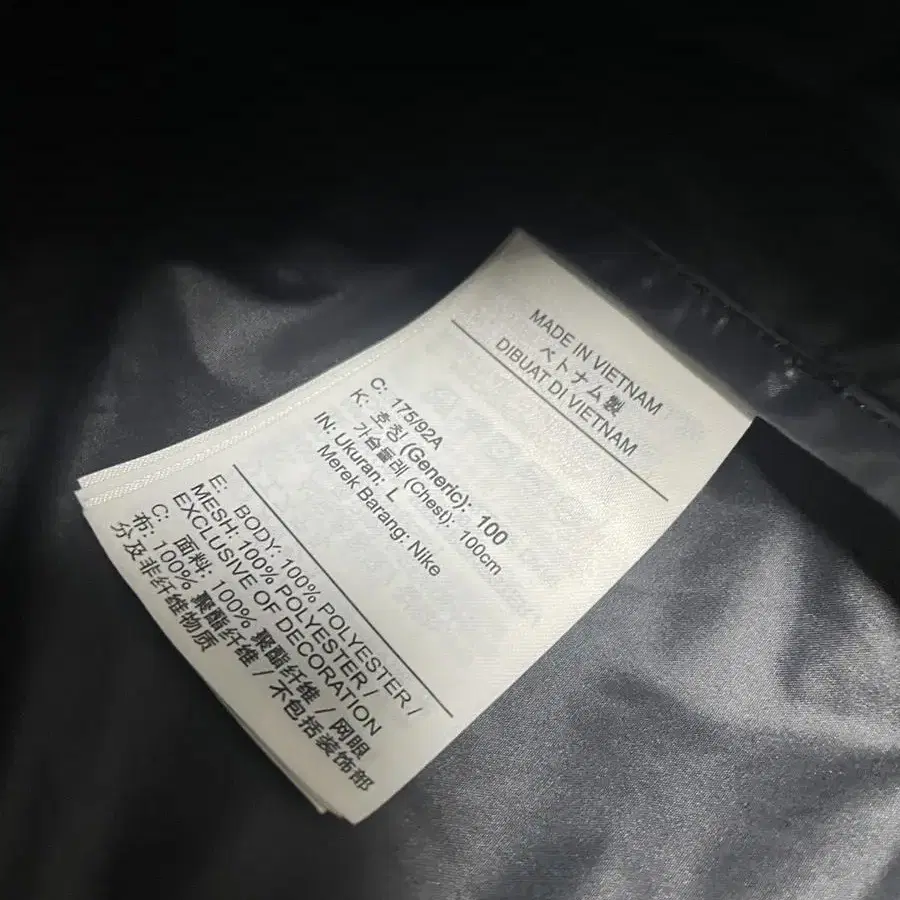 MADE IN VIETNAM
ベトナム製
DIBUAT DI VIETNAM
C: 175/92A
K: 호칭 (Generic): 100
가슴둘레 (Chest): 100cm
IN: Ukuran: L
Merek Barang: Nike
E: BODY: 100% POLYESTER /
MESH: 100% POLYESTER /
EXCLUSIVE OF DECORATION
C: 面料: 100% 聚酯纤维 / 网眼
布: 100% 聚酯纤维 / 不包括装饰部
分及非纤维物质